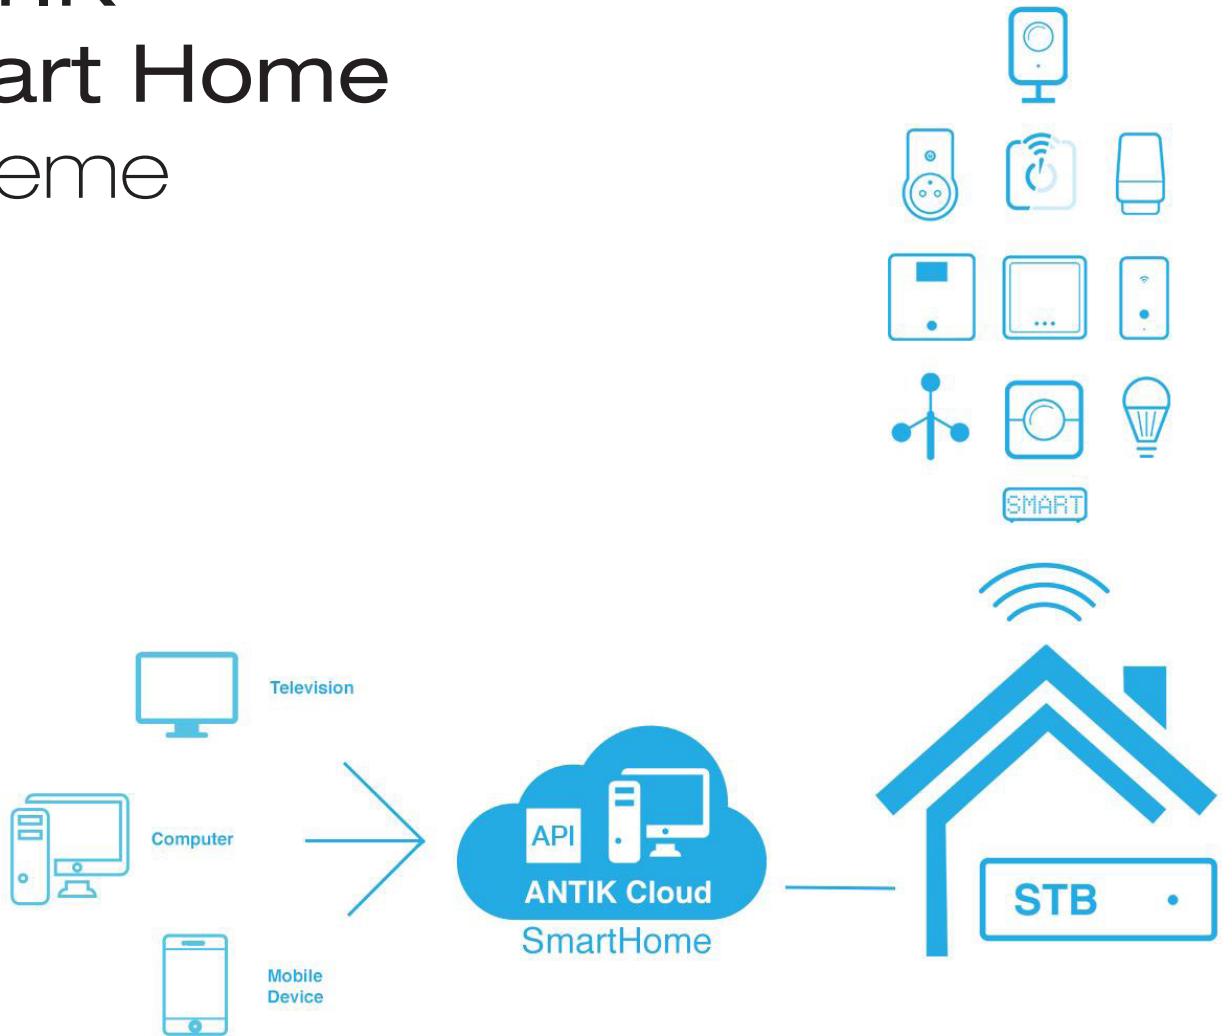 art Home
eme
SMART
Television
Computer
Mobile
Device
API
ANTIK Cloud
SmartHome
STB